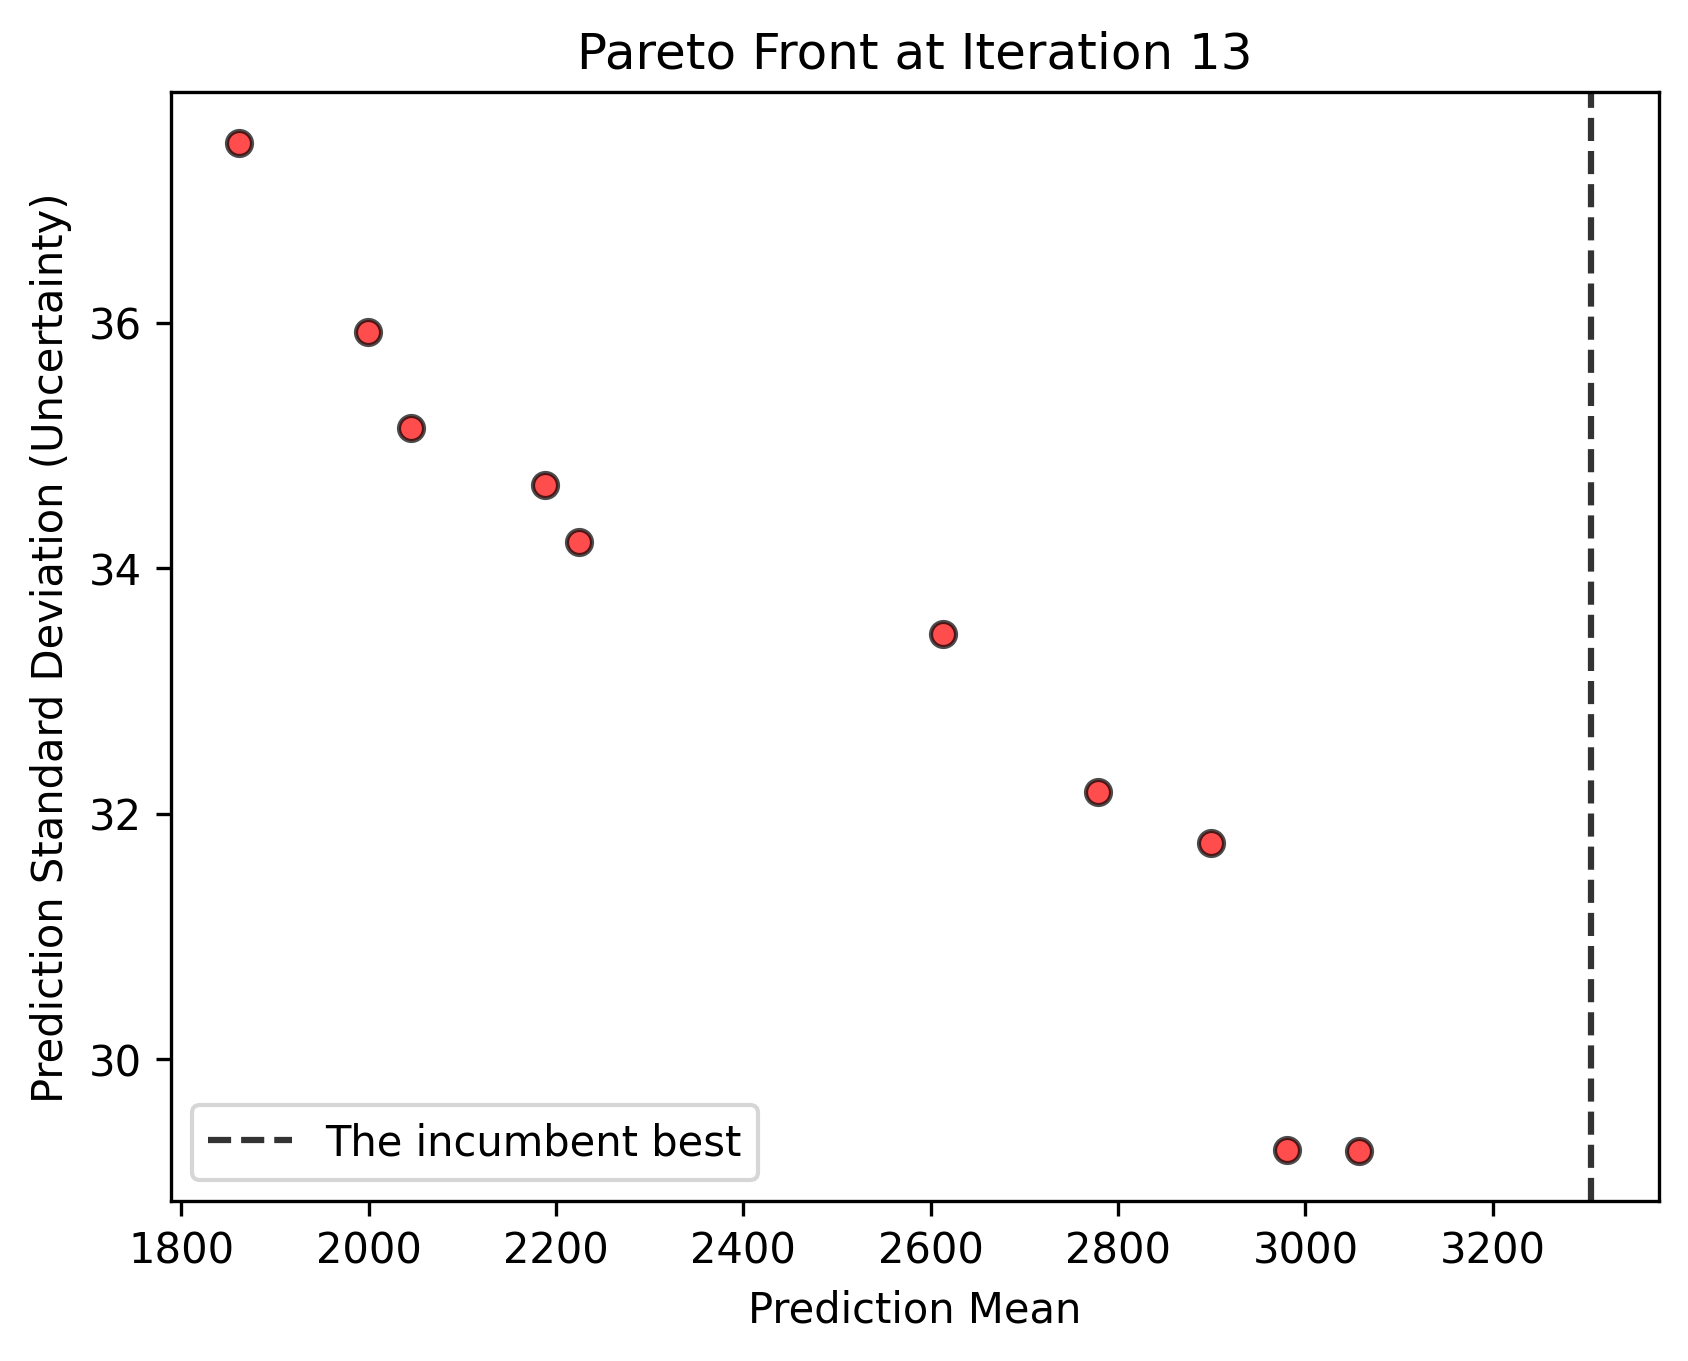 Pareto Front at Iteration 13
Prediction Standard Deviation (Uncertainty)
36
34
32
30
The incumbent best
1800 2000 2200 2400 2600 2800 3000 3200
Prediction Mean